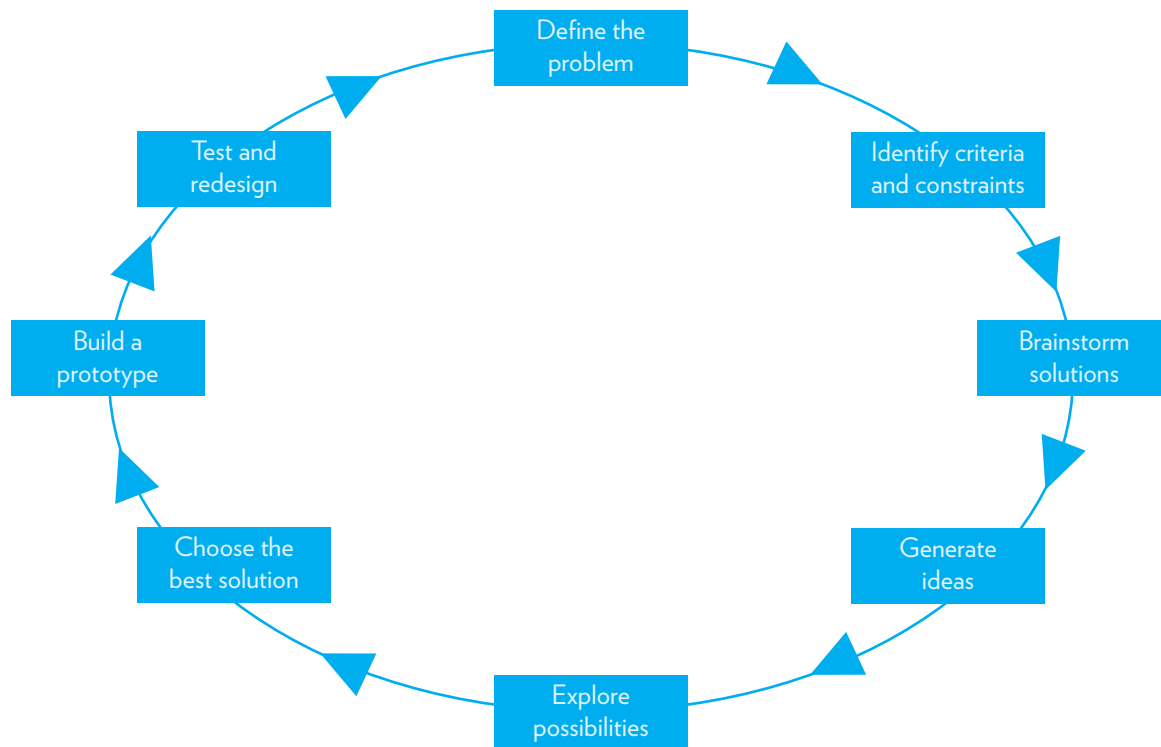 Define the
problem
Identify criteria
and constraints
Brainstorm
solutions
Generate
ideas
Explore
possibilities
Choose the
best solution
Build a
prototype
Test and
redesign